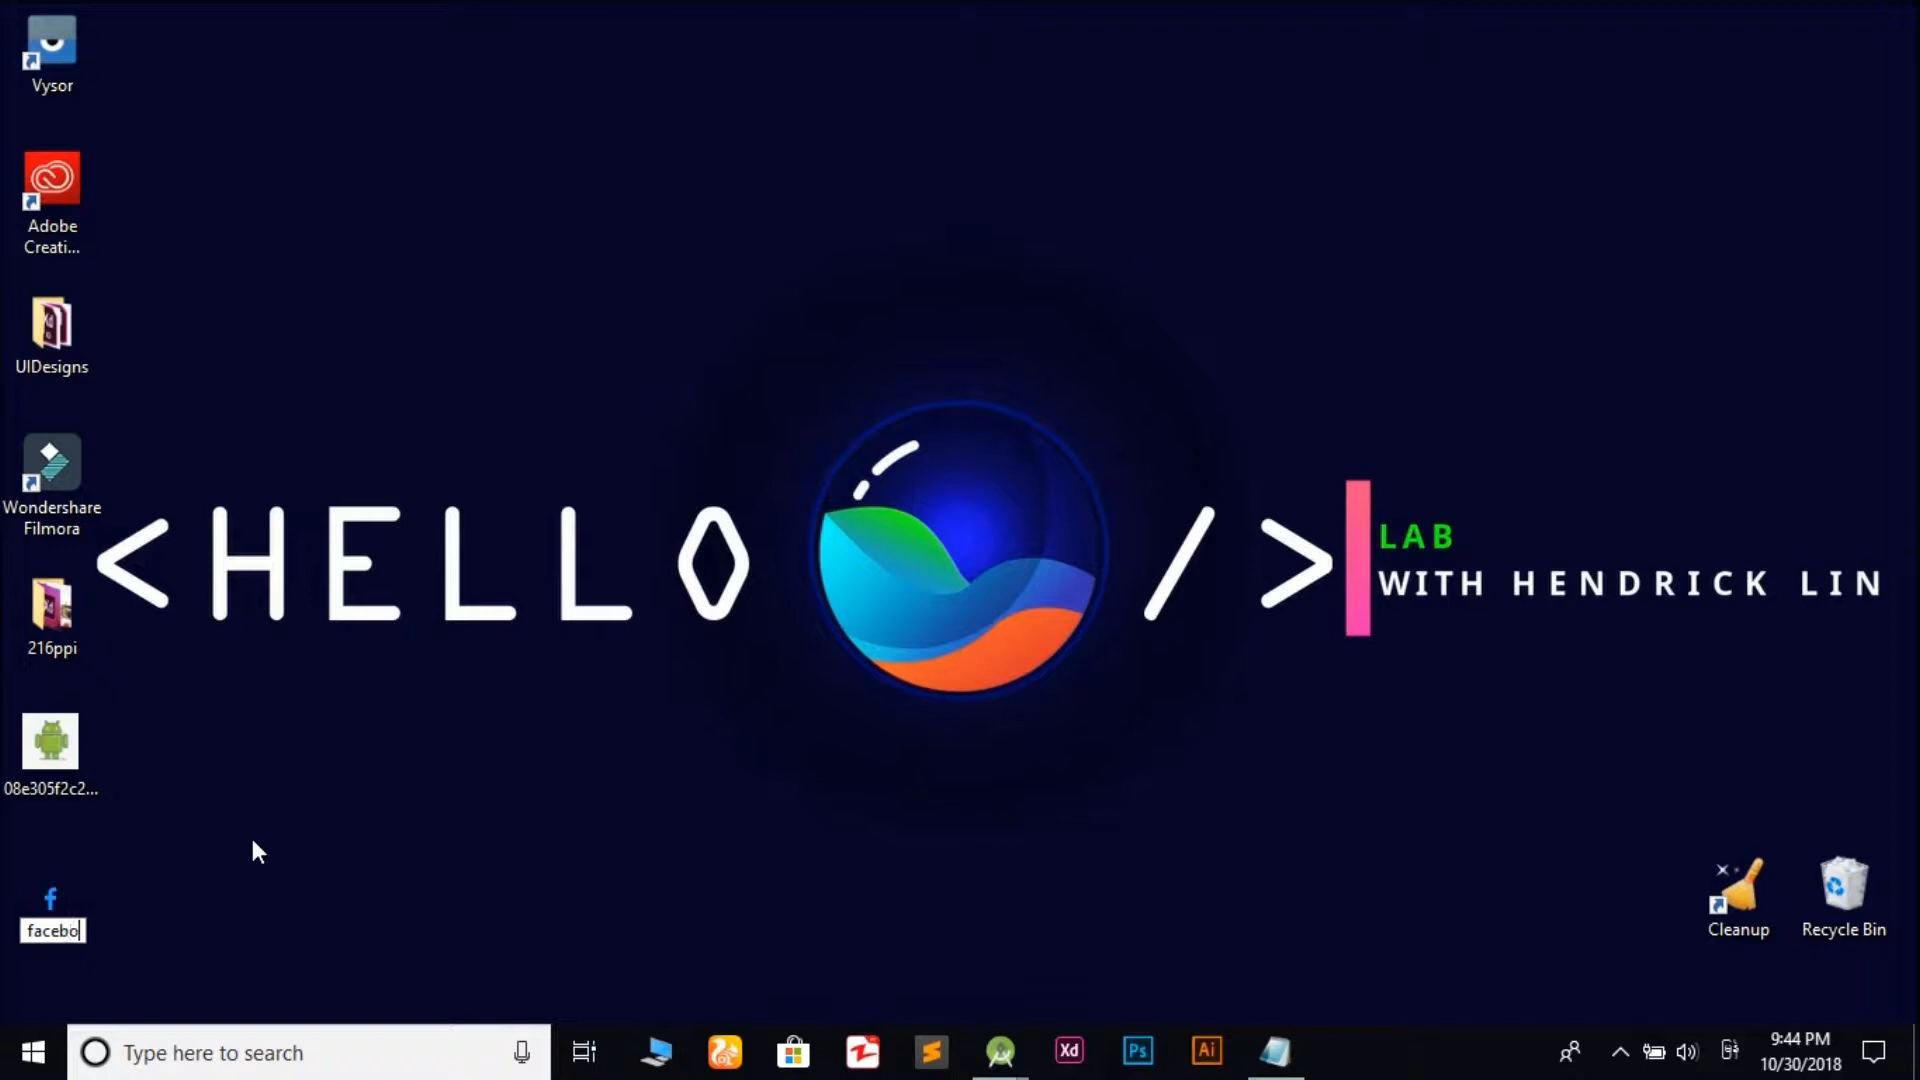 Vysor
Adobe
Creati...
UIDesigns
Wondershare
Filmora
216ppi
08e305f2c2...
facebo
<HELLO />
LAB
WITH HENDRICK LIN
Cleanup
Recycle Bin
Type here to search
Xd
Ps
Ai
9:44 PM
10/30/2018